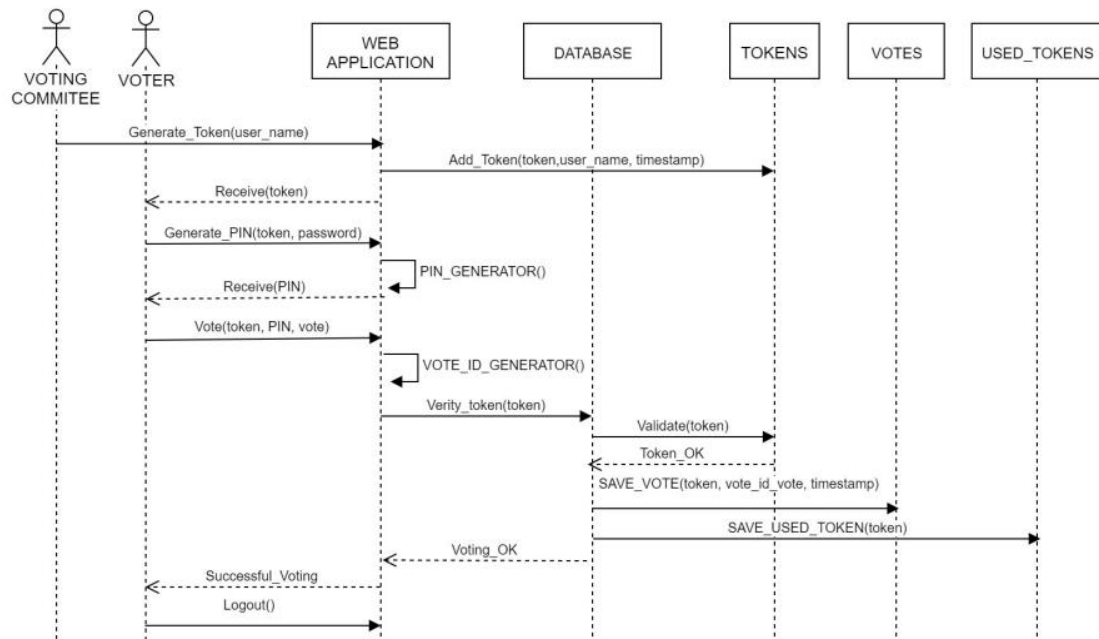 VOTING
COMMITEE
VOTER
WEB
APPLICATION
DATABASE
TOKENS
VOTES
USED_TOKENS
Generate_Token(user_name)
Add_Token(token,user_name, timestamp)
Receive(token)
Generate_PIN(token, password)
PIN_GENERATOR()
Receive(PIN)
Vote(token, PIN, vote)
VOTE_ID_GENERATOR()
Verity_token(token)
Validate(token)
Token_OK
SAVE_VOTE(token, vote_id_vote, timestamp)
SAVE_USED_TOKEN(token)
Voting_OK
Successful_Voting
Logout()